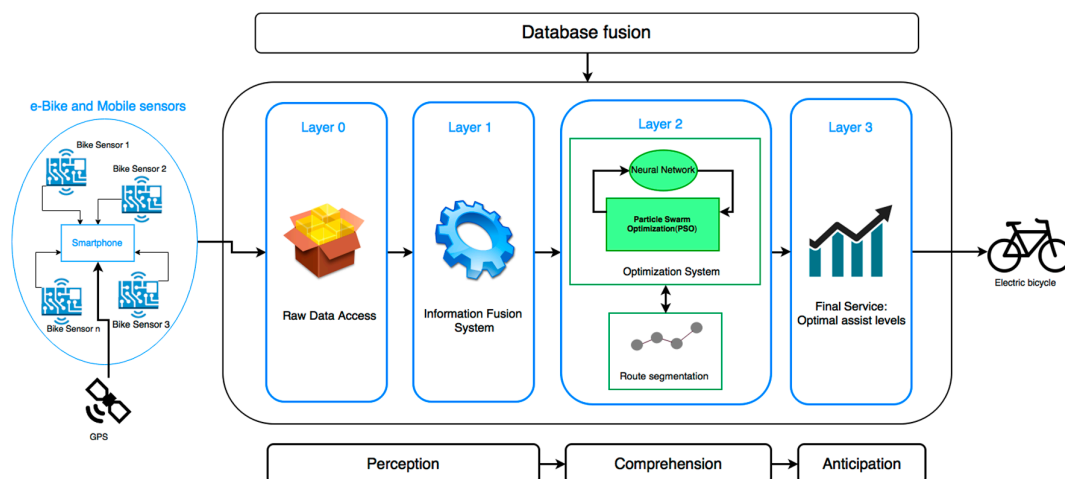 Database fusion
e-Bike and Mobile sensors
Bike Sensor 1
Bike Sensor 2
Smartphone
Bike Sensor n
Bike Sensor 3
GPS
Layer 0
Raw Data Access
Layer 1
Information Fusion
System
Layer 2
Neural Network
Particle Swarm
Optimization(PSO)
Optimization System
Route segmentation
Layer 3
Final Service:
Optimal assist levels
Electric bicycle
Perception
Comprehension
Anticipation